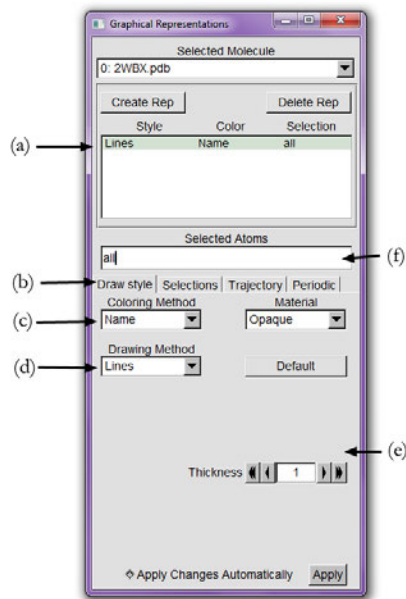 Graphical Representations
Selected Molecule
0: 2WBX.pdb
Create Rep Delete Rep
Style Color Selection
(a) Lines Name all
Selected Atoms
all (f)
(b) Draw style Selections Trajectory Periodic
Coloring Method Material
(c) Name Opaque
Drawing Method
(d) Lines Default
(e)
Thickness 1
Apply Changes Automatically Apply